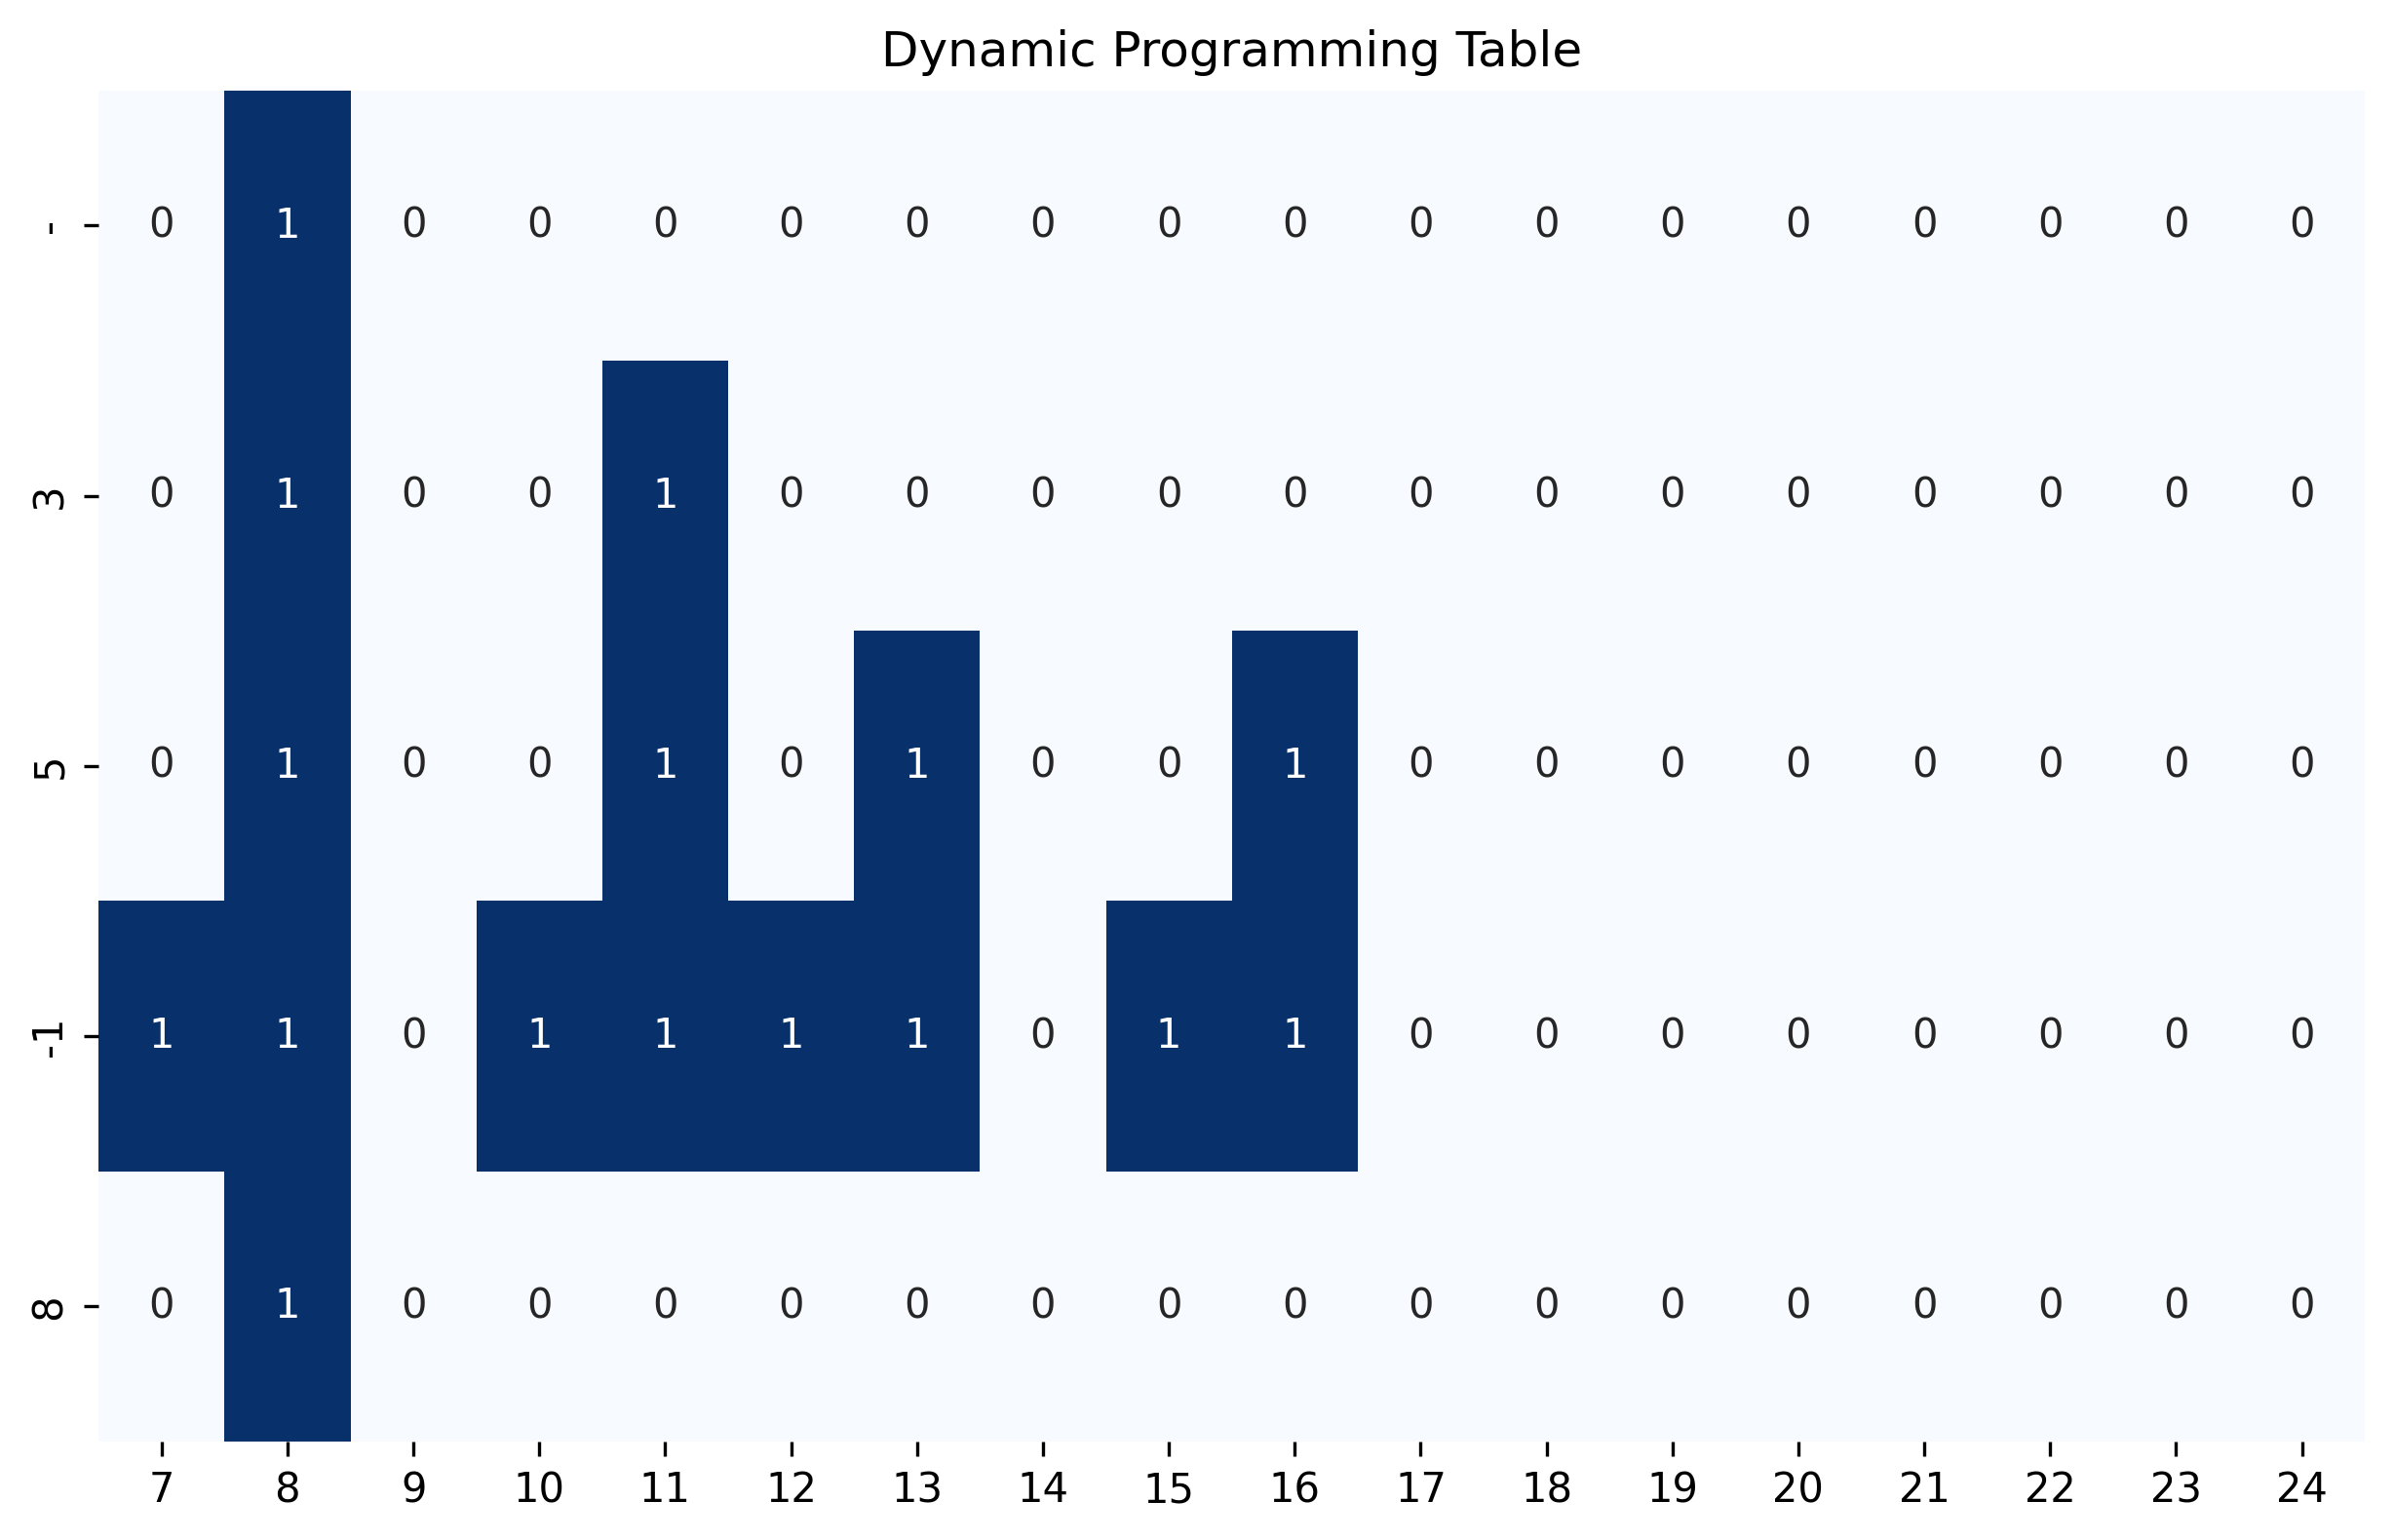 Dynamic Programming Table
- 0 1 0 0 0 0 0 0 0 0 0 0 0 0 0 0 0 0
3 0 1 0 0 1 0 0 0 0 0 0 0 0 0 0 0 0 0
5 0 1 0 0 1 0 1 0 0 1 0 0 0 0 0 0 0 0
-1 1 1 0 1 1 1 1 0 1 1 0 0 0 0 0 0 0 0
8 0 1 0 0 0 0 0 0 0 0 0 0 0 0 0 0 0 0
7 8 9 10 11 12 13 14 15 16 17 18 19 20 21 22 23 24